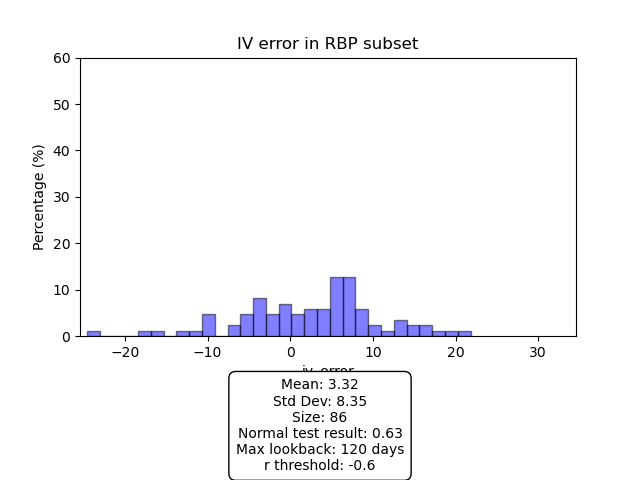 IV error in RBP subset
60
50
40
30
20
10
0
Percentage (%)
−20
−10
0
10
20
30
iv_error
Mean: 3.32
Std Dev: 8.35
Size: 86
Normal test result: 0.63
Max lookback: 120 days
r threshold: -0.6